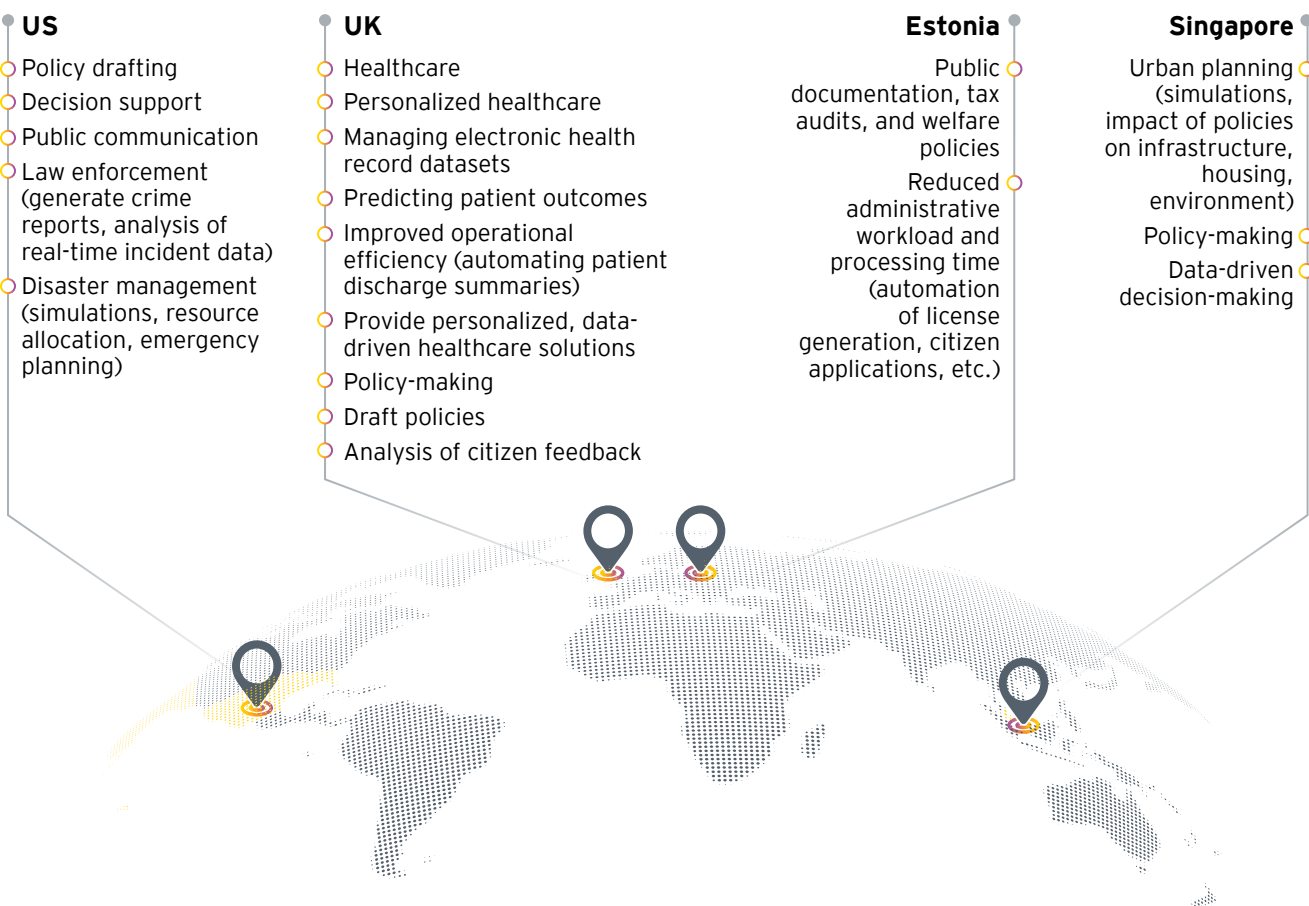 US
Policy drafting
Decision support
Public communication
Law enforcement
(generate crime
reports, analysis of
real-time incident data)
Disaster management
(simulations, resource
allocation, emergency
planning)
UK
Healthcare
Personalized healthcare
Managing electronic health
record datasets
Predicting patient outcomes
Improved operational
efficiency (automating patient
discharge summaries)
Provide personalized, data-
driven healthcare solutions
Policy-making
Draft policies
Analysis of citizen feedback
Estonia
Public
documentation, tax
audits, and welfare
policies
Reduced
administrative
workload and
processing time
(automation
of license
generation, citizen
applications, etc.)
Singapore
Urban planning
(simulations,
impact of policies
on infrastructure,
housing,
environment)
Policy-making
Data-driven
decision-making